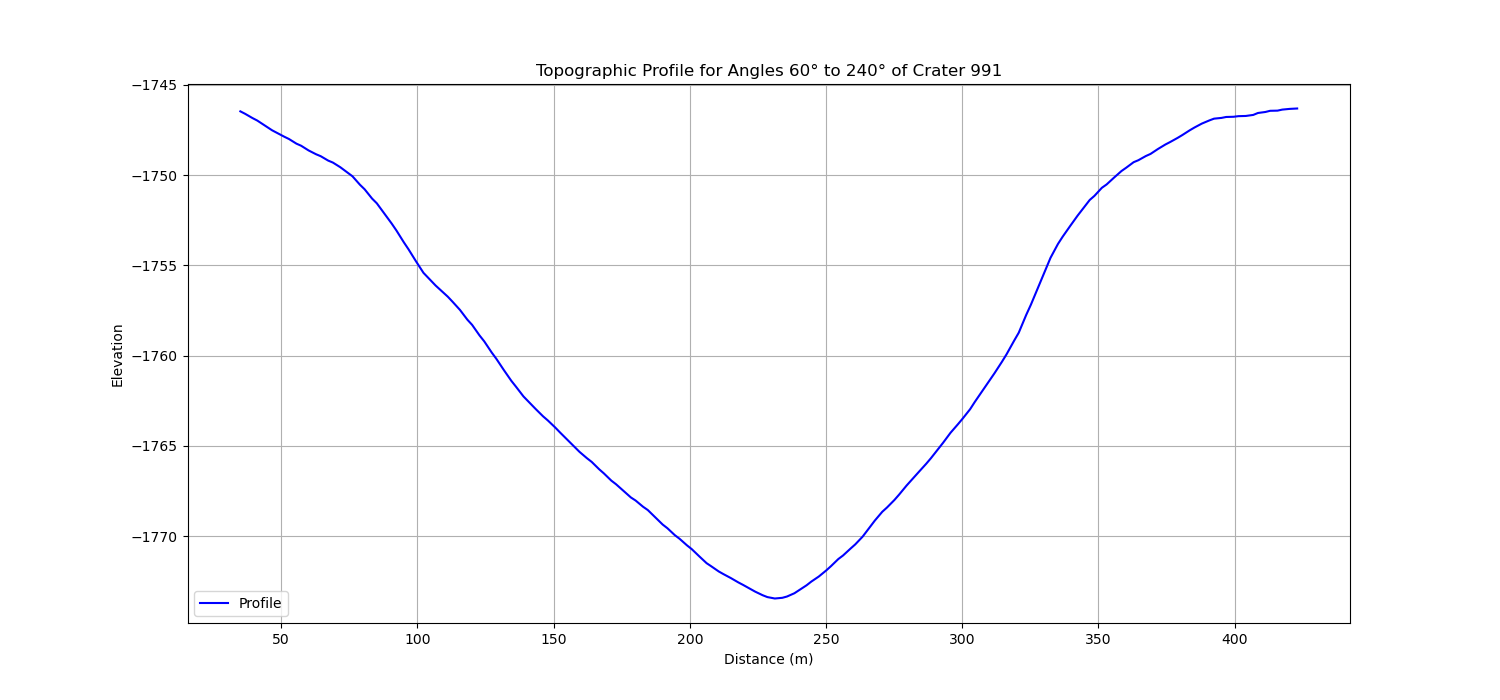 Topographic Profile for Angles 60° to 240° of Crater 991
−1745
−1750
−1755
−1760
−1765
−1770
Elevation
Profile
50 100 150 200 250 300 350 400
Distance (m)